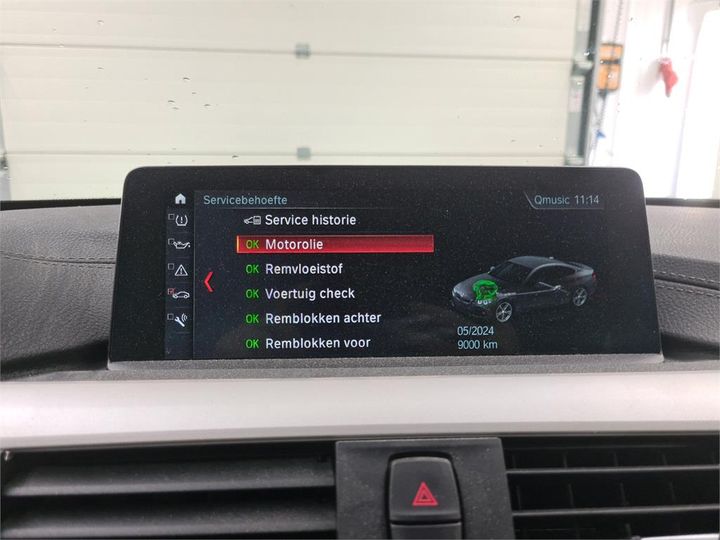 Servicebehoefte
Qmusic 11:14
Service historie
OK Motorolie
OK Remvloeistof
OK Voertuig check
OK Remblokken achter
OK Remblokken voor
05/2024
9000 km